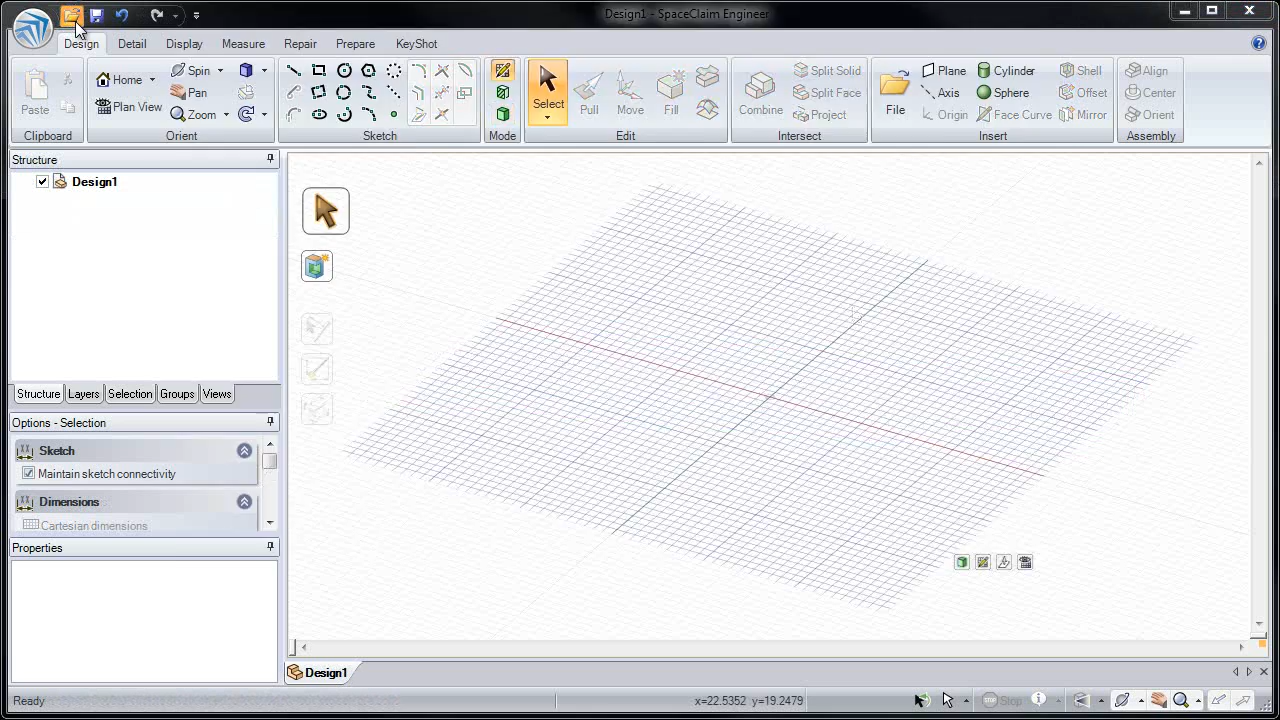 Design1 - SpaceClaim Engineer
Design Detail Display Measure Repair Prepare KeyShot
Paste
Clipboard
Home
Plan View
Spin
Pan
Zoom
Orient
Sketch
Mode
Select
Pull
Move
Fill
Edit
Combine
Split Solid
Split Face
Project
Intersect
File
Plane
Axis
Origin
Cylinder
Sphere
Face Curve
Shell
Offset
Mirror
Insert
Align
Center
Orient
Assembly
Structure
Design1
Structure Layers Selection Groups Views
Options - Selection
Sketch
Maintain sketch connectivity
Dimensions
Cartesian dimensions
Properties
Design1
Ready
x=22.5352 y=19.2479
Stop